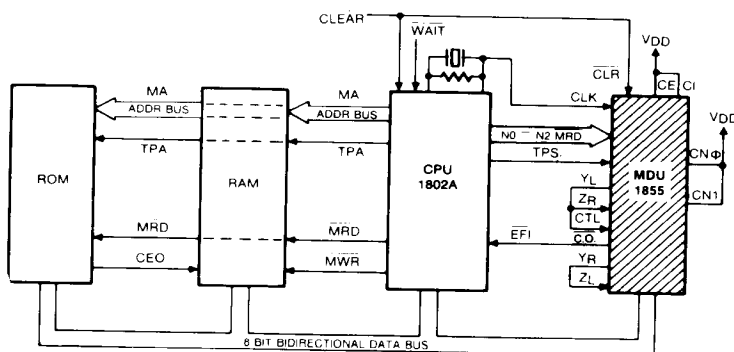 CLEAR
WAIT
VDD
CLR
CE CI
MA
MA
CLK
VDD
ADDR BUS
ADDR BUS
N0 – N2 MRD
CPU
1802A
TPS.
CNΦ
TPA
TPA
MDU
1855
ROM
RAM
YL
ZR
CN1
CTL
MRD
MRD
EFI
C.O.
CEO
MWR
YR
ZL
8 BIT BIDIRECTIONAL DATA BUS